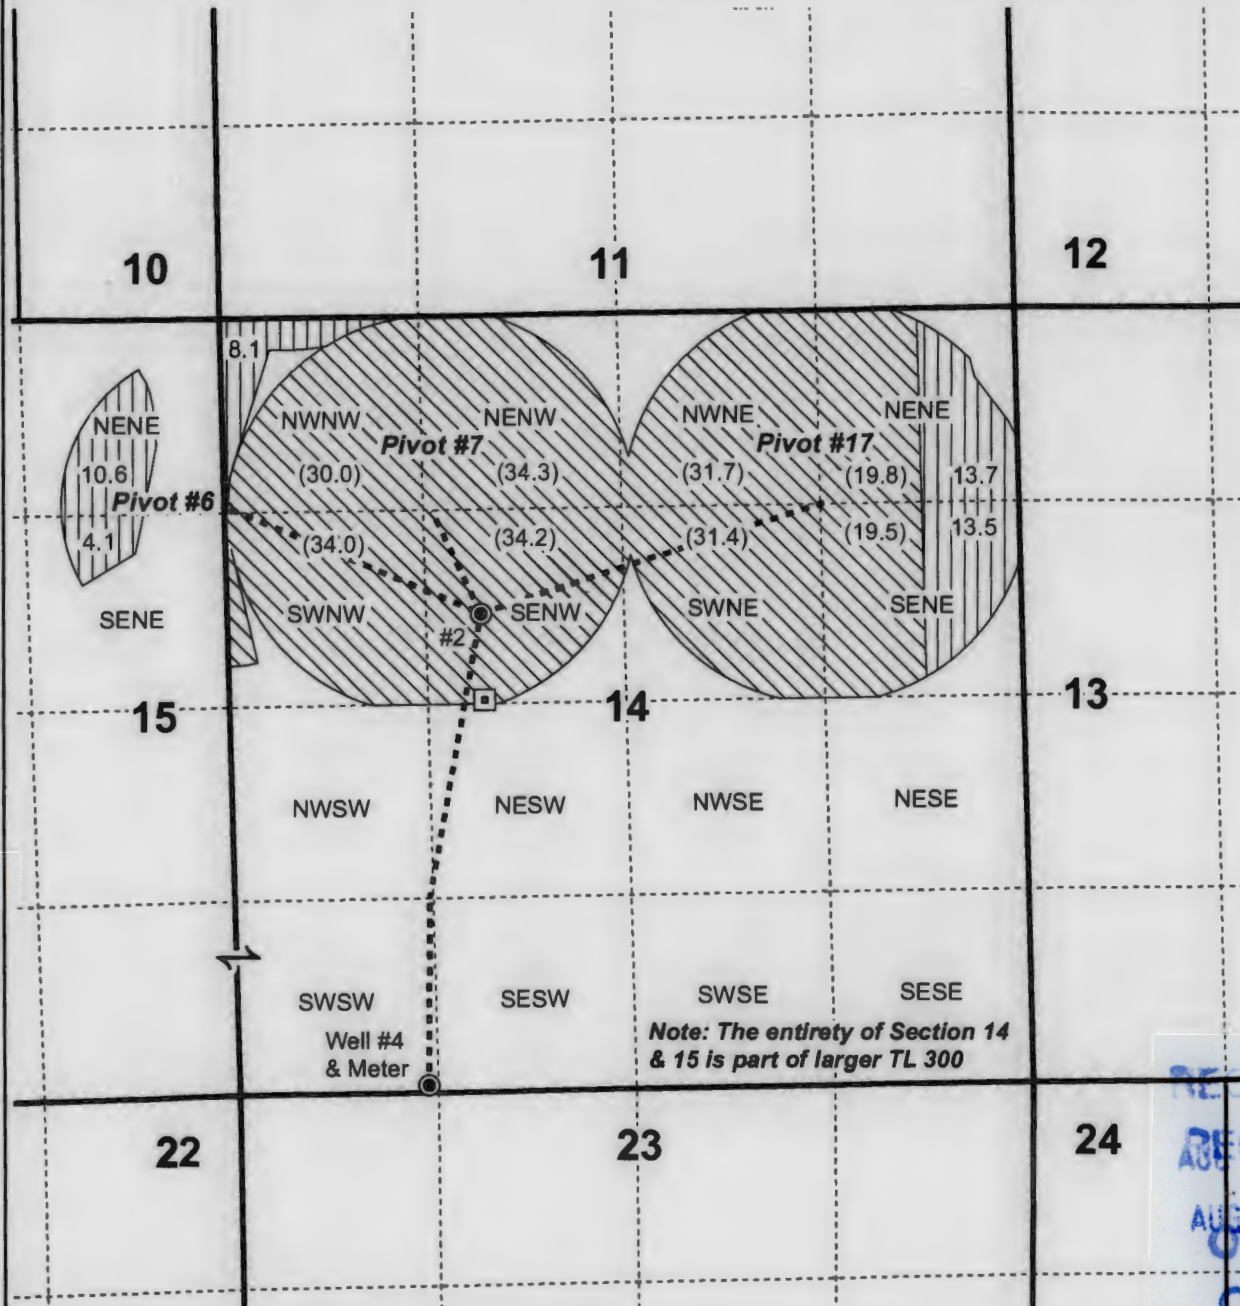 10
11
12
8.1
NENE
NWNW
NENW
NWNE
NENE
Pivot #7
Pivot #17
10.6
(30.0)
(34.3)
(31.7)
(19.8)
13.7
Pivot #6
4.1
(34.0)
(34.2)
(31.4)
(19.5)
13.5
SENE
SWNW
SENW
SWNE
SENE
#2
15
14
13
NWSW
NESW
NWSE
NESE
SWSW
SESW
SWSE
SESE
Well #4
& Meter
Note: The entirety of Section 14
& 15 is part of larger TL 300
22
23
24